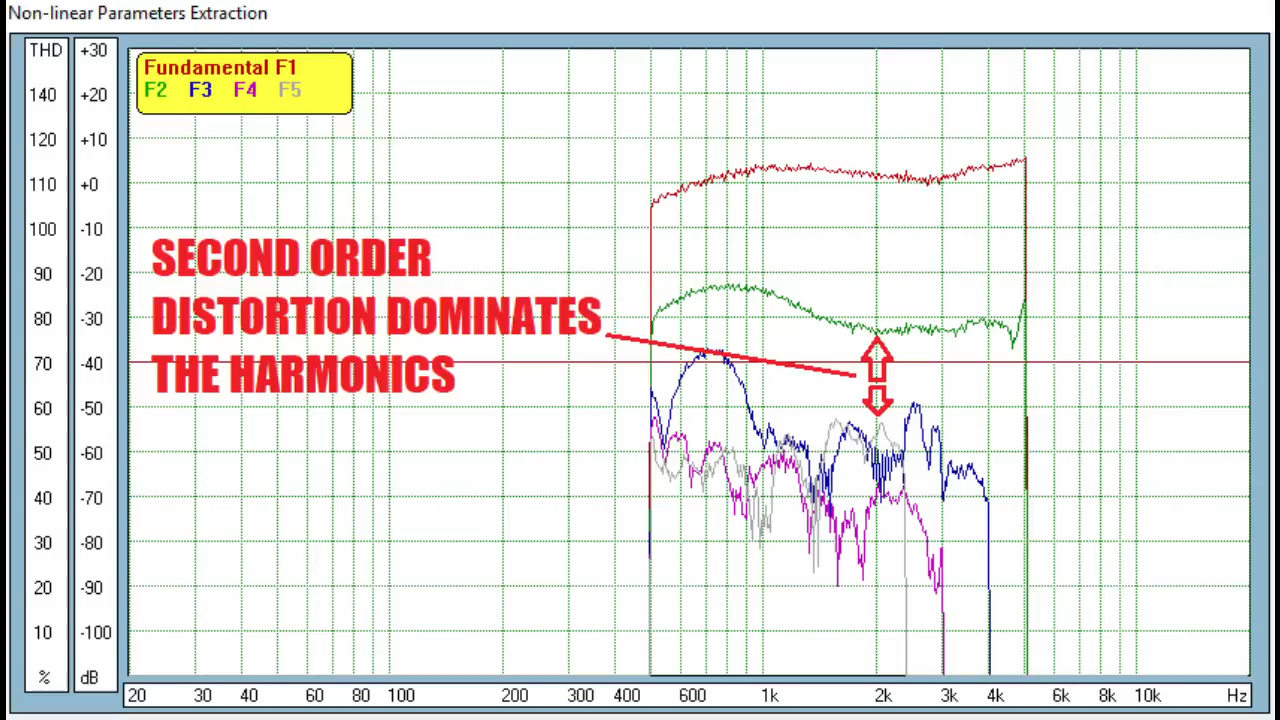 Non-linear Parameters Extraction
THD +30
140 +20
120 +10
110 +0
100 -10
90 -20
80 -30
70 -40
60 -50
50 -60
40 -70
30 -80
20 -90
10 -100
% dB
Fundamental F1
F2 F3 F4 F5
SECOND ORDER
DISTORTION DOMINATES
THE HARMONICS
20 30 40 60 80 100 200 300 400 600 1k 2k 3k 4k 6k 8k 10k Hz